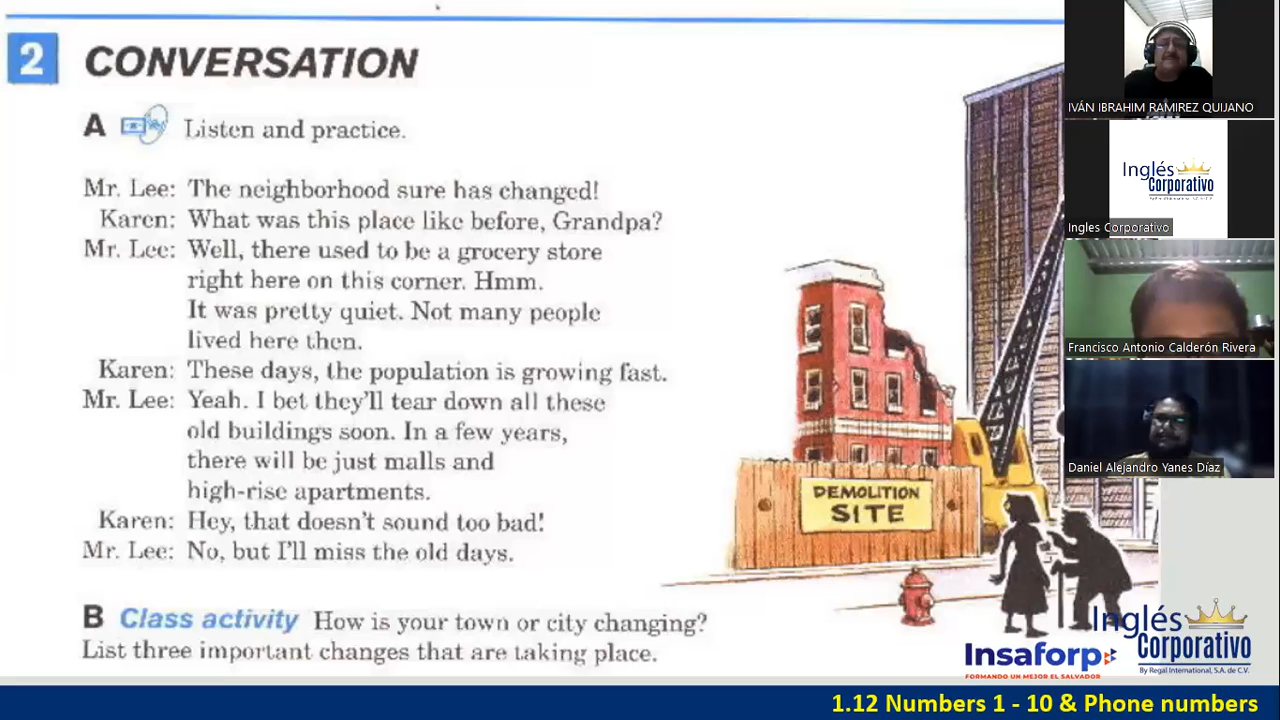 2 CONVERSATION
A Listen and practice.
Mr. Lee: The neighborhood sure has changed!
Karen: What was this place like before, Grandpa?
Mr. Lee: Well, there used to be a grocery store
right here on this corner. Hmm.
It was pretty quiet. Not many people
lived here then.
Karen: These days, the population is growing fast.
Mr. Lee: Yeah. I bet they'll tear down all these
old buildings soon. In a few years,
there will be just malls and
high-rise apartments.
Karen: Hey, that doesn't sound too bad!
Mr. Lee: No, but I'll miss the old days.
B Class activity How is your town or city changing?
List three important changes that are taking place.
DEMOLITION
SITE
IVÁN IBRAHIM RAMIREZ QUIJANO
Inglés
Corporativo
Ingles Corporativo
Francisco Antonio Calderón Rivera
Daniel Alejandro Yanes Díaz
Insaforp
FORMANDO UN MEJOR EL SALVADOR
Inglés
Corporativo
By Regal International, S.A. de C.V.
1.12 Numbers 1 - 10 & Phone numbers